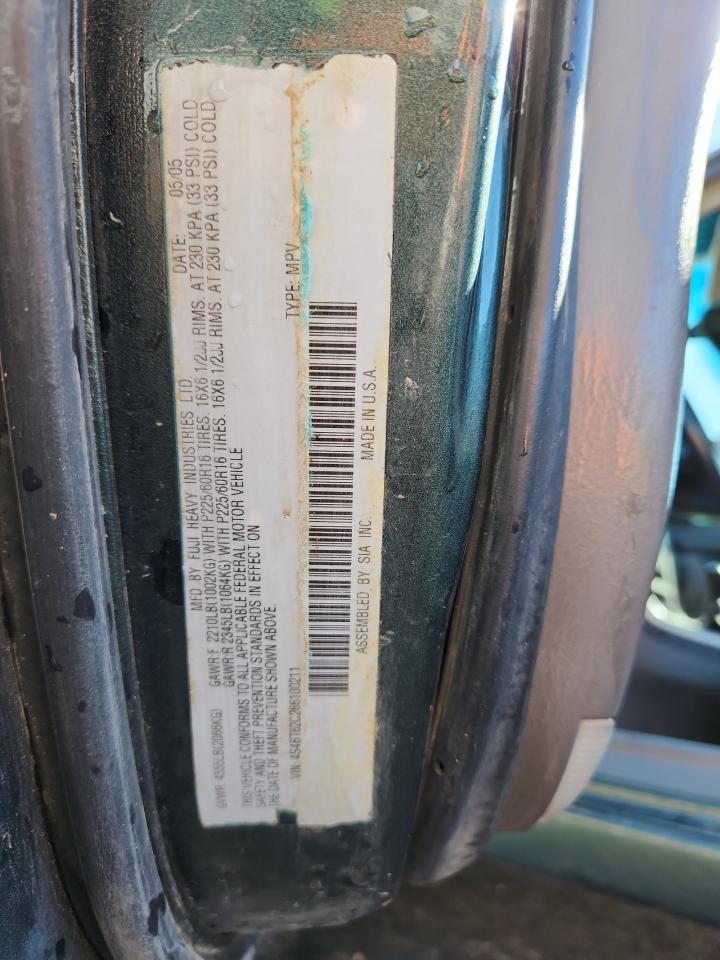 MFD BY FUJI HEAVY INDUSTRIES LTD. DATE: 05/05
GVWR: 4555LB(2066KG) GAWR:F 2210LB(1002KG) WITH P225/60R16 TIRES. 16X6 1/2JJ RIMS. AT 230 KPA (33 PSI) COLD
GAWR:R 2345LB(1064KG) WITH P225/60R16 TIRES. 16X6 1/2JJ RIMS. AT 230 KPA (33 PSI) COLD
THIS VEHICLE CONFORMS TO ALL APPLICABLE FEDERAL MOTOR VEHICLE
SAFETY AND THEFT PREVENTION STANDARDS IN EFFECT ON
THE DATE OF MANUFACTURE SHOWN ABOVE.
VIN: 4S46T62C266100211 TYPE: MPV
ASSEMBLED BY SIA INC. MADE IN U.S.A.